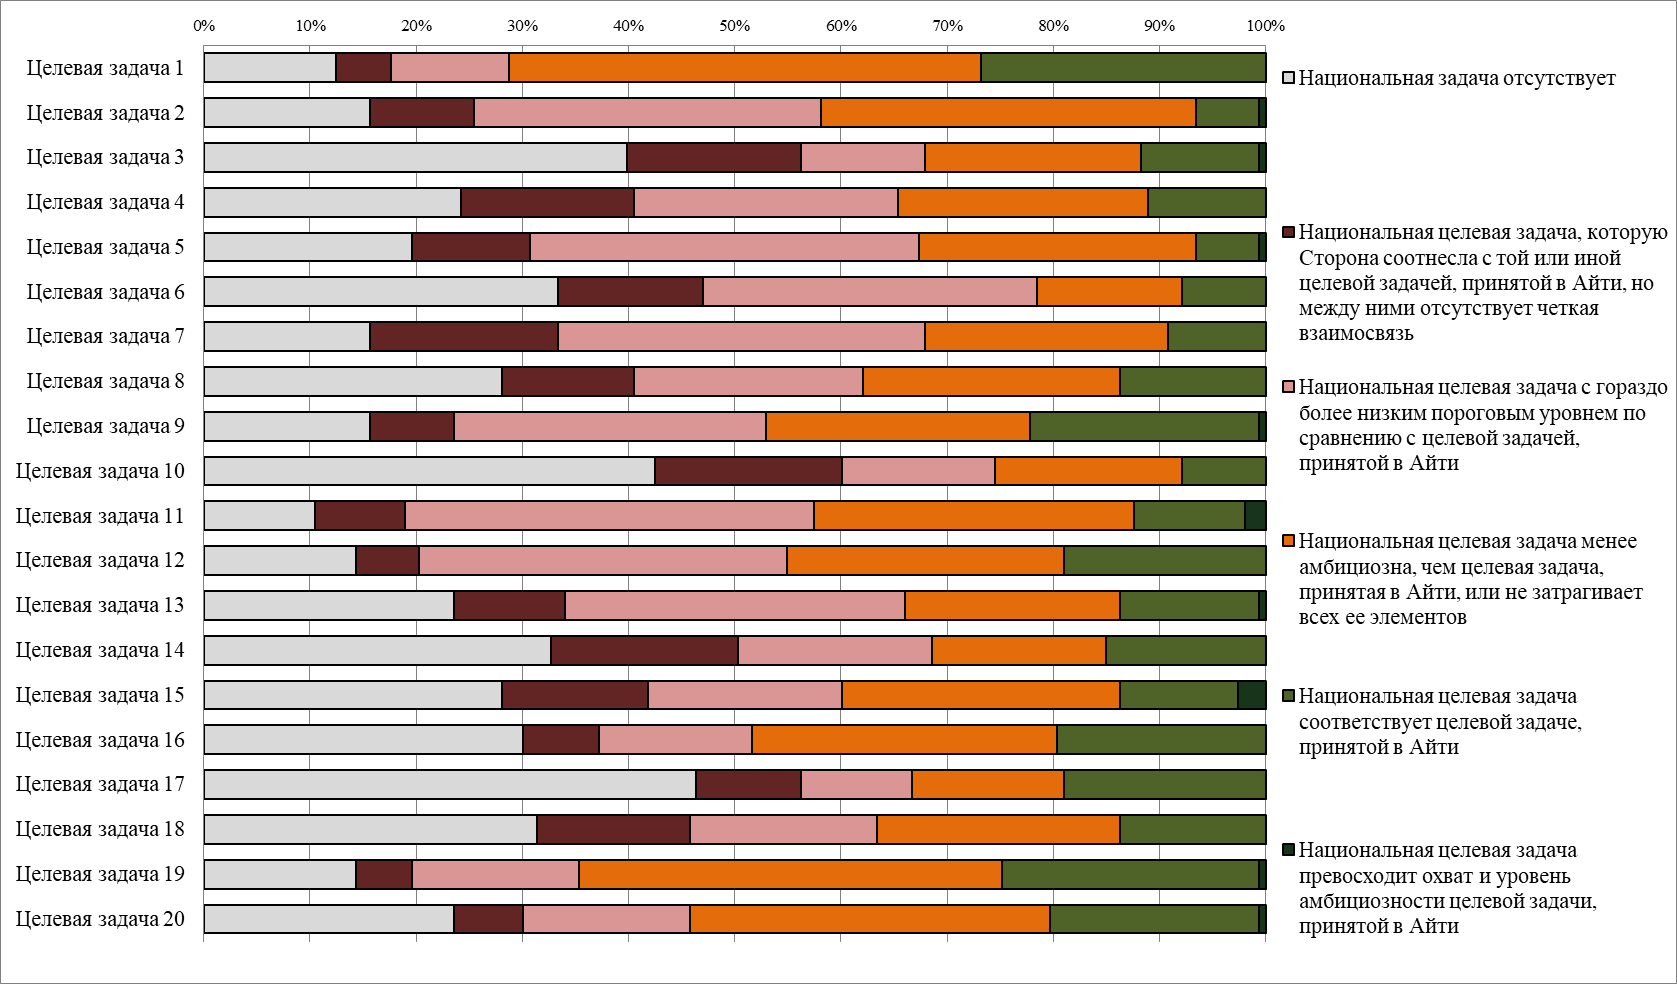 0% 10% 20% 30% 40% 50% 60% 70% 80% 90% 100%
Целевая задача 1
Целевая задача 2
Целевая задача 3
Целевая задача 4
Целевая задача 5
Целевая задача 6
Целевая задача 7
Целевая задача 8
Целевая задача 9
Целевая задача 10
Целевая задача 11
Целевая задача 12
Целевая задача 13
Целевая задача 14
Целевая задача 15
Целевая задача 16
Целевая задача 17
Целевая задача 18
Целевая задача 19
Целевая задача 20
Национальная задача отсутствует
Национальная целевая задача, которую
Сторона соотнесла с той или иной
целевой задачей, принятой в Айти, но
между ними отсутствует четкая
взаимосвязь
Национальная целевая задача с гораздо
более низким пороговым уровнем по
сравнению с целевой задачей,
принятой в Айти
Национальная целевая задача менее
амбициозна, чем целевая задача,
принятая в Айти, или не затрагивает
всех ее элементов
Национальная целевая задача
соответствует целевой задаче,
принятой в Айти
Национальная целевая задача
превосходит охват и уровень
амбициозности целевой задачи,
принятой в Айти